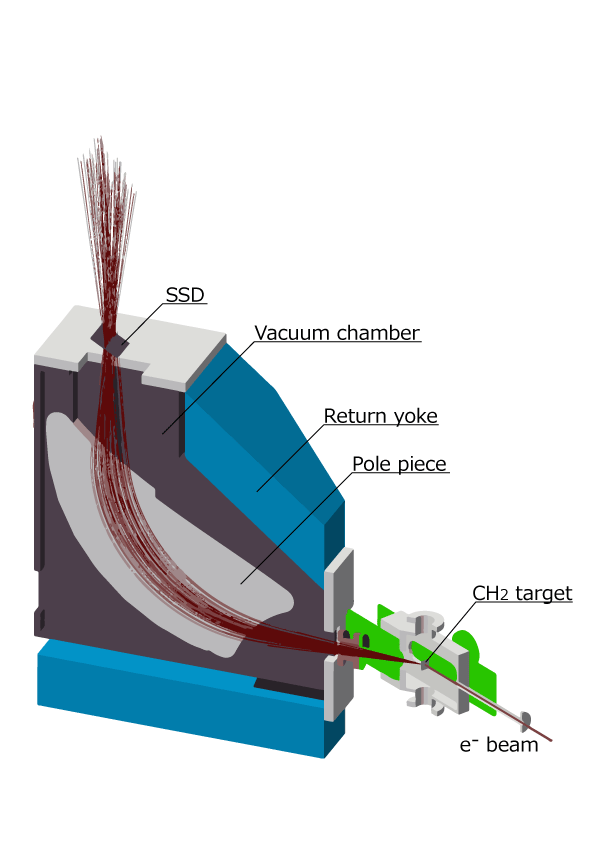 SSD
Vacuum chamber
Return yoke
Pole piece
CH₂ target
e⁻ beam